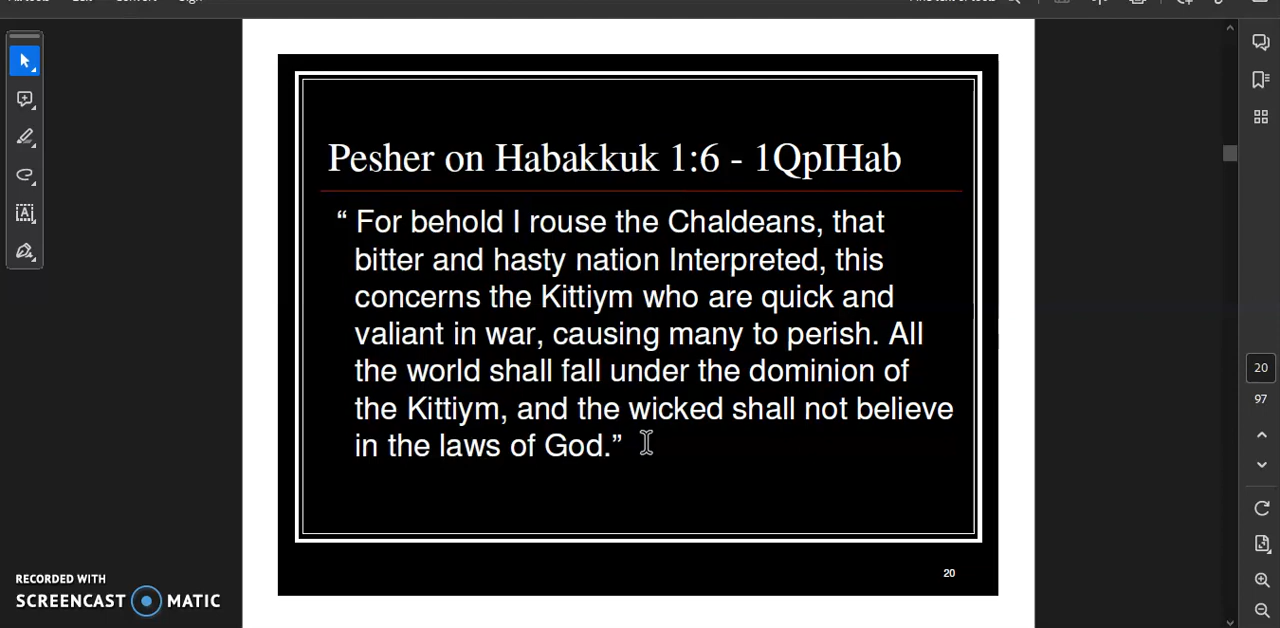 Pesher on Habakkuk 1:6 - 1QpIHab
“ For behold I rouse the Chaldeans, that
bitter and hasty nation Interpreted, this
concerns the Kittiym who are quick and
valiant in war, causing many to perish. All
the world shall fall under the dominion of
the Kittiym, and the wicked shall not believe
in the laws of God.”
20
20
97
RECORDED WITH
SCREENCAST MATIC